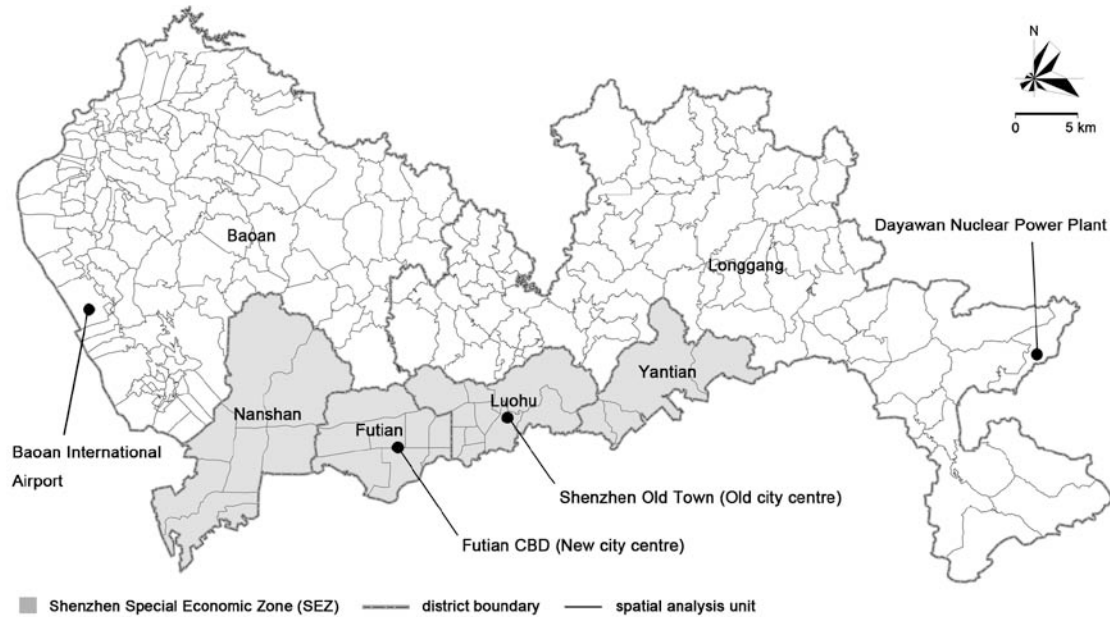 N
0 5 km
Dayawan Nuclear Power Plant
Baoan
Longgang
Yantian
Luohu
Nanshan
Futian
Baoan International
Airport
Shenzhen Old Town (Old city centre)
Futian CBD (New city centre)
Shenzhen Special Economic Zone (SEZ) district boundary spatial analysis unit